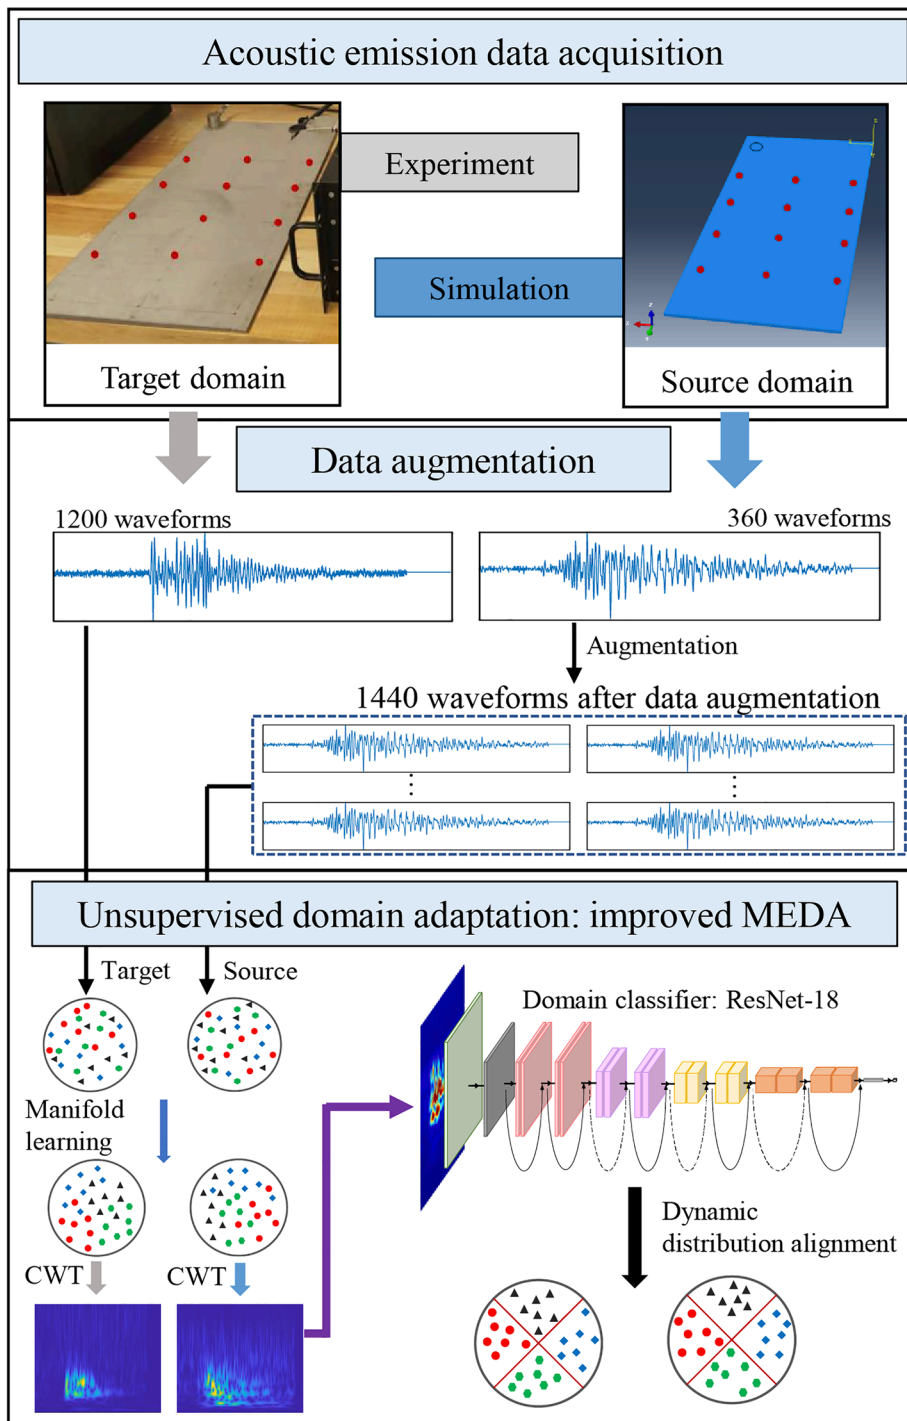 Acoustic emission data acquisition
Experiment
Simulation
Target domain
Source domain
Data augmentation
1200 waveforms
360 waveforms
Augmentation
1440 waveforms after data augmentation
Unsupervised domain adaptation: improved MEDA
Target
Source
Domain classifier: ResNet-18
Manifold
learning
Dynamic
distribution alignment
CWT
CWT